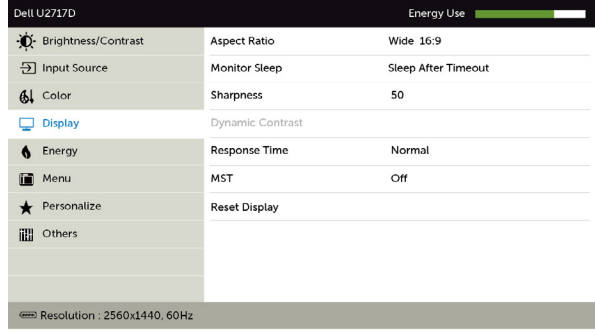 Dell U2717D Energy Use
Brightness/Contrast Aspect Ratio Wide 16:9
Input Source Monitor Sleep Sleep After Timeout
Color Sharpness 50
Display Dynamic Contrast
Energy Response Time Normal
Menu MST Off
Personalize Reset Display
Others
Resolution : 2560x1440, 60Hz